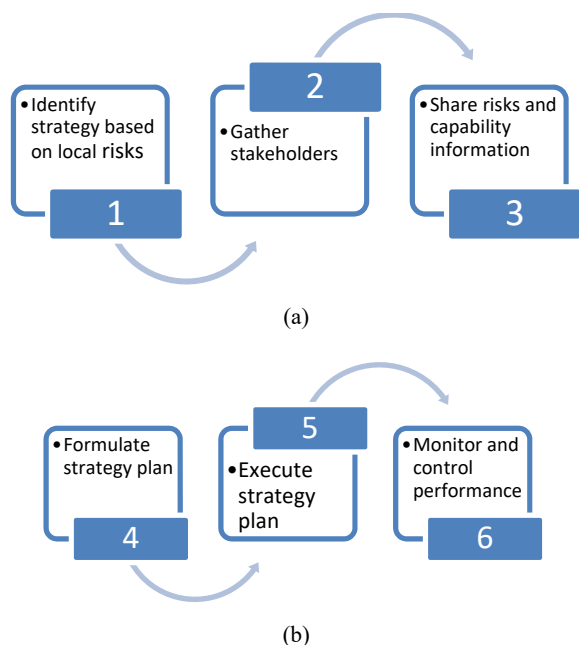 •Identify
strategy based
on local risks
1
2
•Gather
stakeholders
•Share risks and
capability
information
3
(a)
•Formulate
strategy plan
4
5
•Execute
strategy
plan
•Monitor and
control
performance
6
(b)